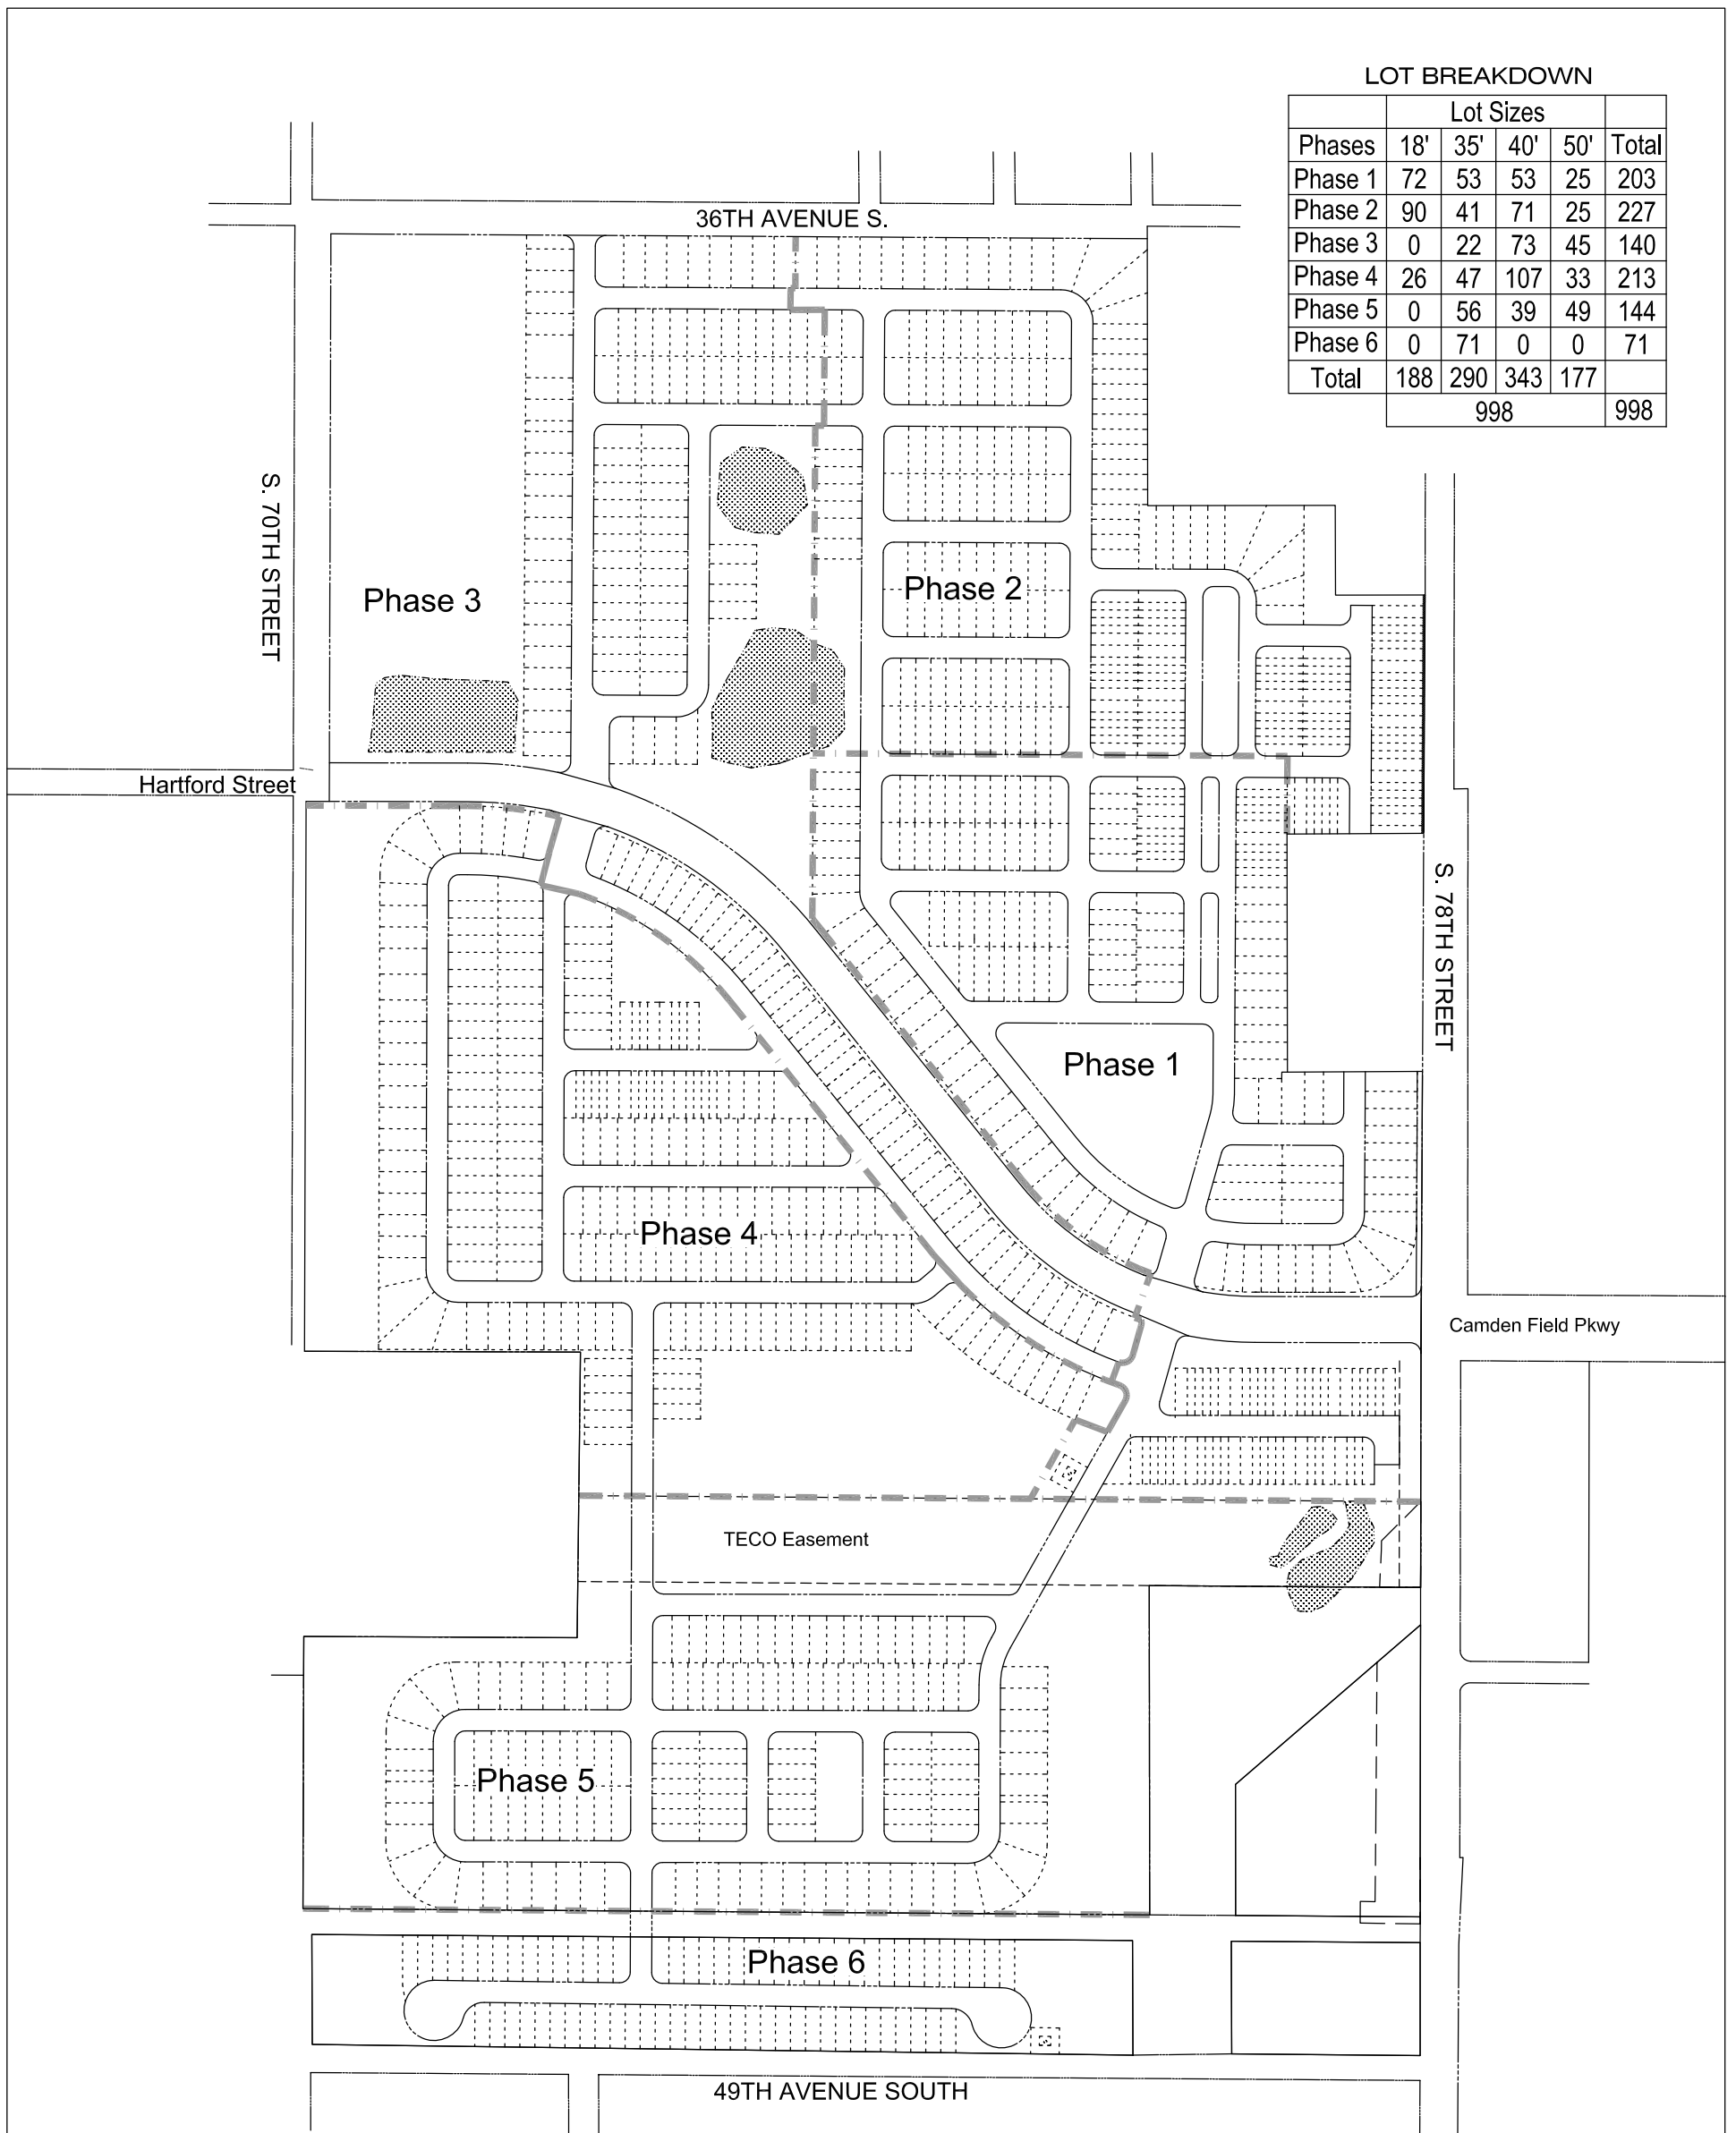 LOT BREAKDOWN
Lot Sizes
Phases 18' 35' 40' 50' Total
Phase 1 72 53 53 25 203
Phase 2 90 41 71 25 227
Phase 3 0 22 73 45 140
Phase 4 26 47 107 33 213
Phase 5 0 56 39 49 144
Phase 6 0 71 0 0 71
Total 188 290 343 177
998 998
36TH AVENUE S.
S. 70TH STREET
Phase 3
Phase 2
Hartford Street
S. 78TH STREET
Phase 1
Phase 4
Camden Field Pkwy
TECO Easement
Phase 5
Phase 6
49TH AVENUE SOUTH